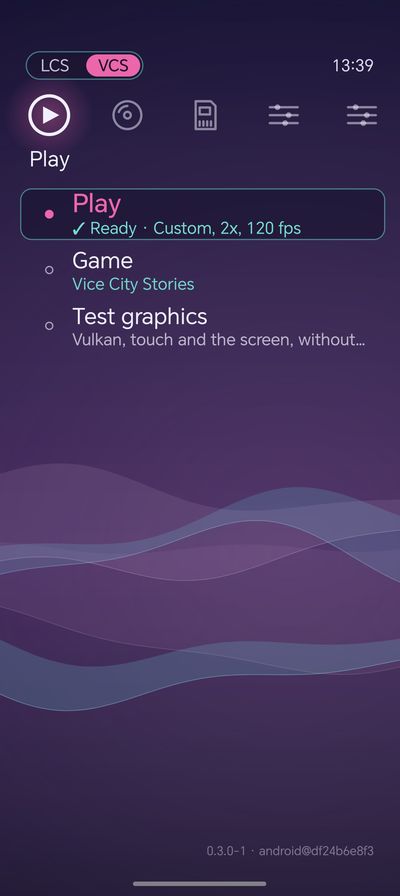 LCS VCS 13:39
Play
Play
✓ Ready · Custom, 2x, 120 fps
Game
Vice City Stories
Test graphics
Vulkan, touch and the screen, without...
0.3.0-1 · android@df24b6e8f3